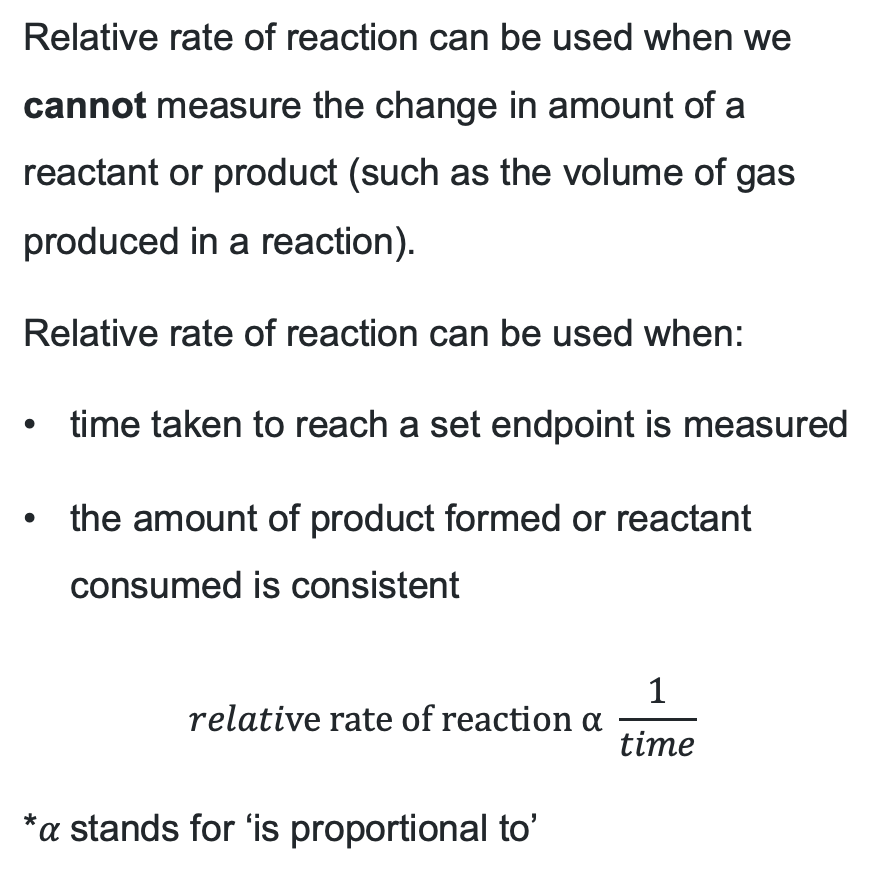 Relative rate of reaction can be used when we
cannot measure the change in amount of a
reactant or product (such as the volume of gas
produced in a reaction).
Relative rate of reaction can be used when:
• time taken to reach a set endpoint is measured
• the amount of product formed or reactant
consumed is consistent
relative rate of reaction α 1/time
*α stands for ‘is proportional to’